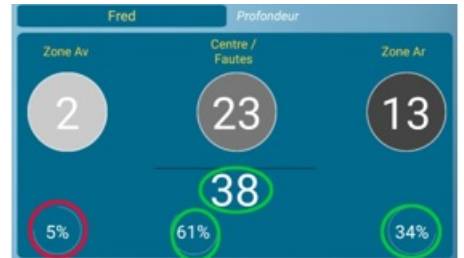 Fred Profondeur
Zone Av Centre / Fautes Zone Ar
2 23 13
38
5% 61% 34%